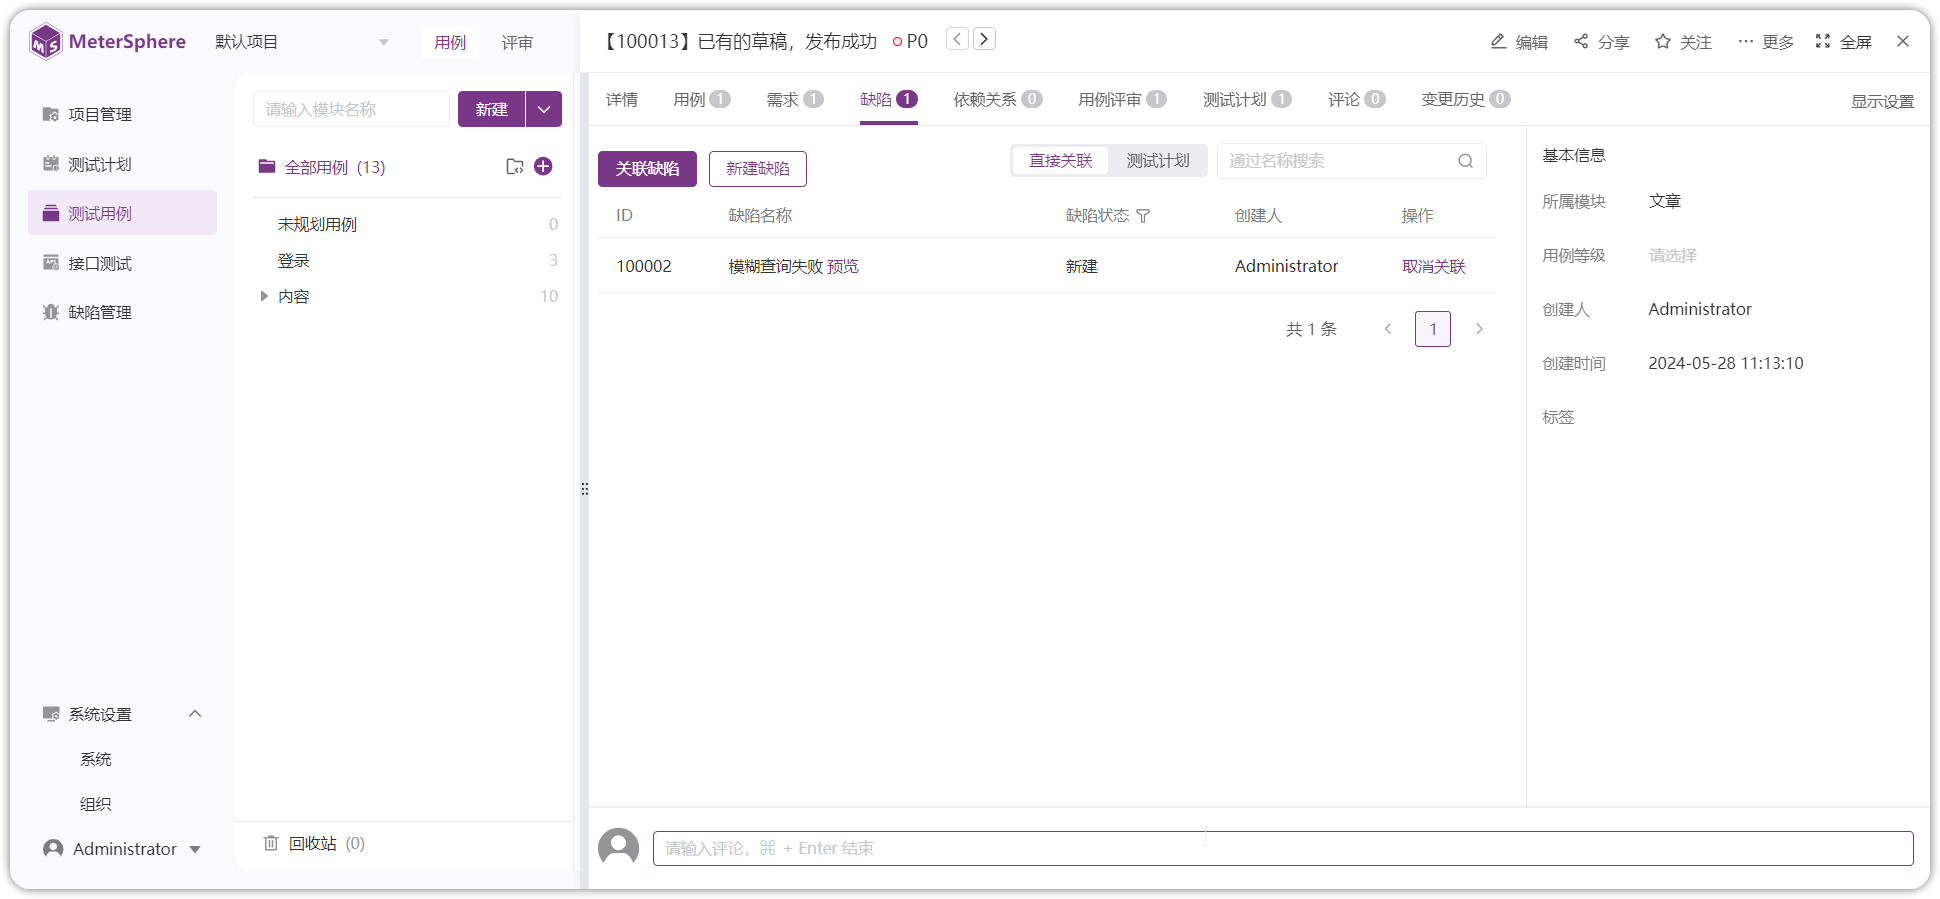 MeterSphere
默认项目
用例
评审
项目管理
测试计划
测试用例
接口测试
缺陷管理
系统设置
系统
组织
Administrator
请输入模块名称
新建
全部用例 (13)
未规划用例 0
登录 3
内容 10
回收站 (0)
【100013】已有的草稿，发布成功 P0
编辑 分享 关注 更多 全屏
详情 用例 1 需求 1 缺陷 1 依赖关系 0 用例评审 1 测试计划 1 评论 0 变更历史 0 显示设置
关联缺陷 新建缺陷 直接关联 测试计划 通过名称搜索
ID 缺陷名称 缺陷状态 创建人 操作
100002 模糊查询失败 预览 新建 Administrator 取消关联
共 1 条 1
基本信息
所属模块 文章
用例等级 请选择
创建人 Administrator
创建时间 2024-05-28 11:13:10
标签
请输入评论，⌘ + Enter 结束